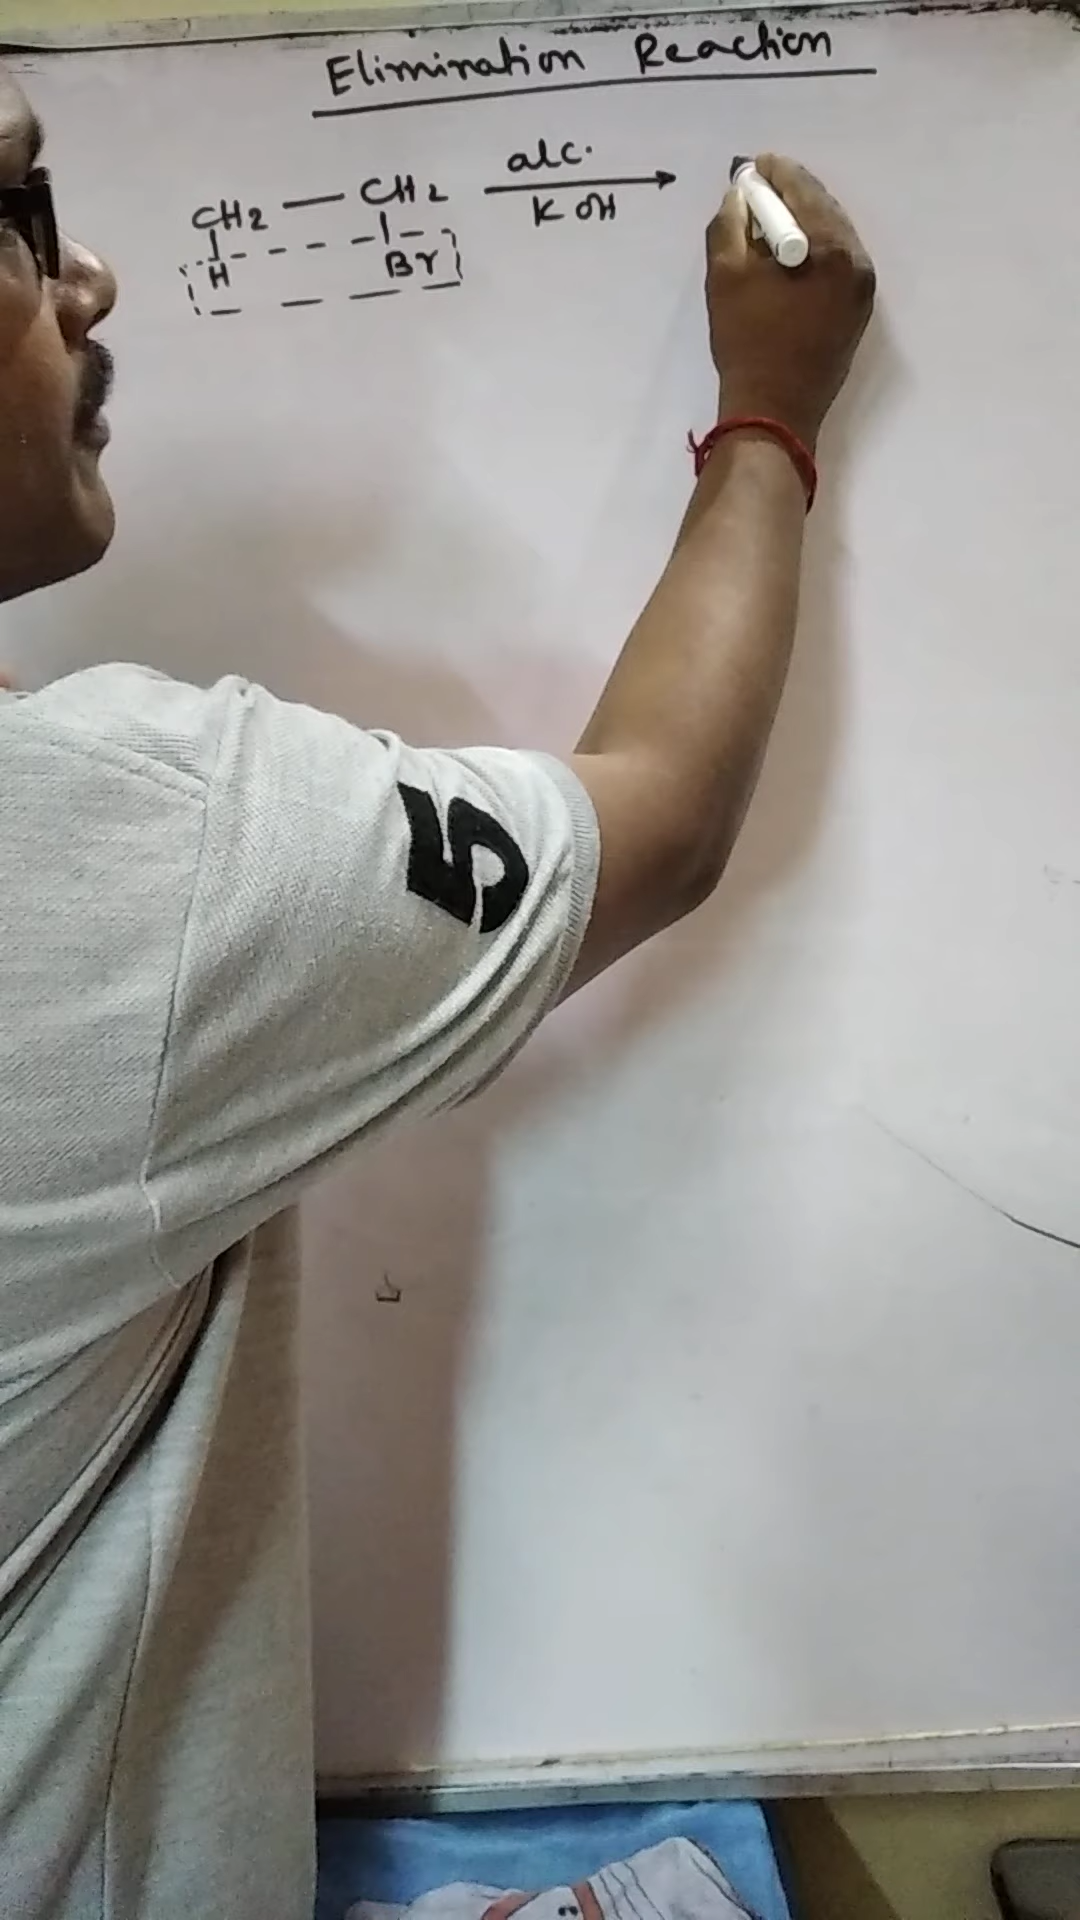 Elimination Reaction
CH2 — CH2 alc. KOH →
H Br
5